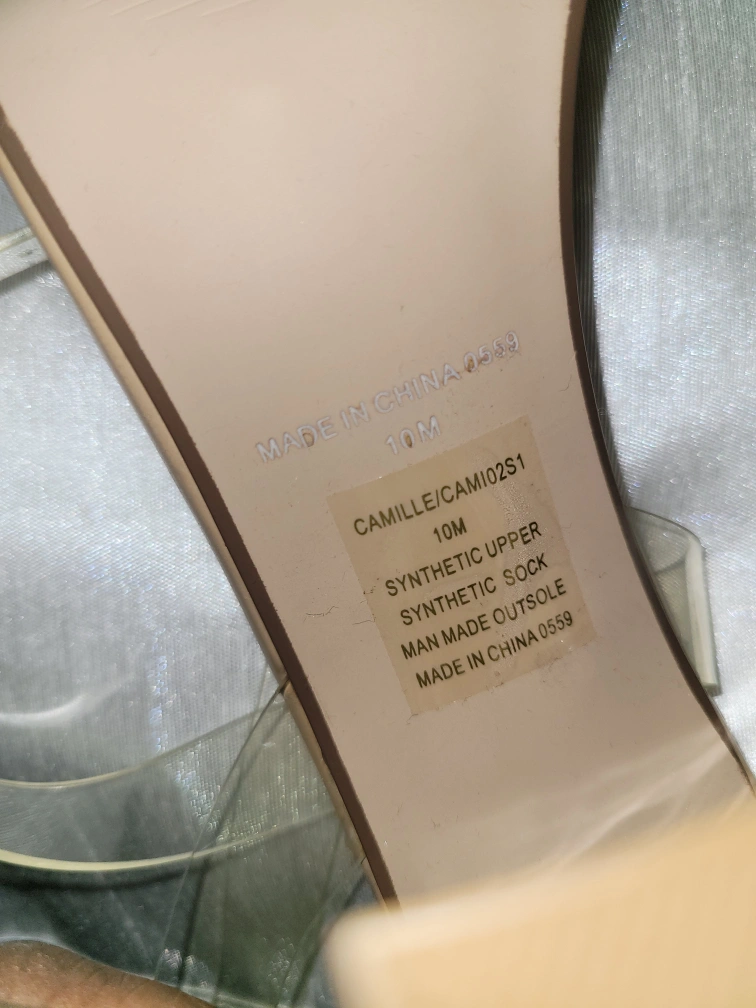 MADE IN CHINA 0559
10M
CAMILLE/CAMI02S1
10M
SYNTHETIC UPPER
SYNTHETIC SOCK
MAN MADE OUTSOLE
MADE IN CHINA 0559